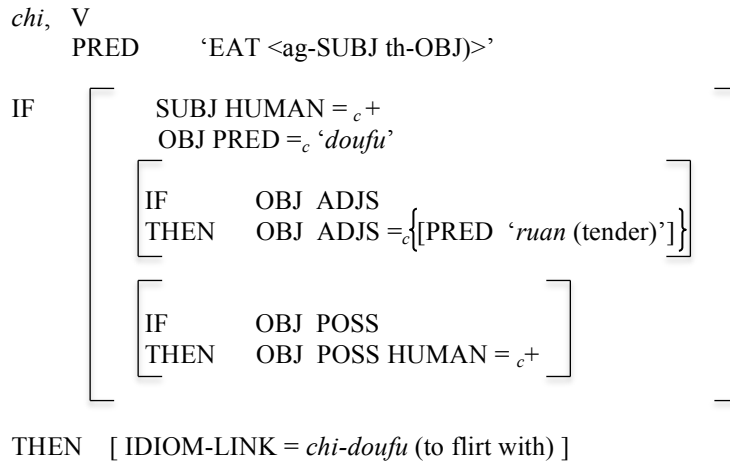 chi, V
PRED ‘EAT <ag-SUBJ th-OBJ)>’
IF SUBJ HUMAN = c +
OBJ PRED =c ‘doufu’
IF OBJ ADJS
THEN OBJ ADJS =c{[PRED ‘ruan (tender)’]}
IF OBJ POSS
THEN OBJ POSS HUMAN = c+
THEN [ IDIOM-LINK = chi-doufu (to flirt with) ]